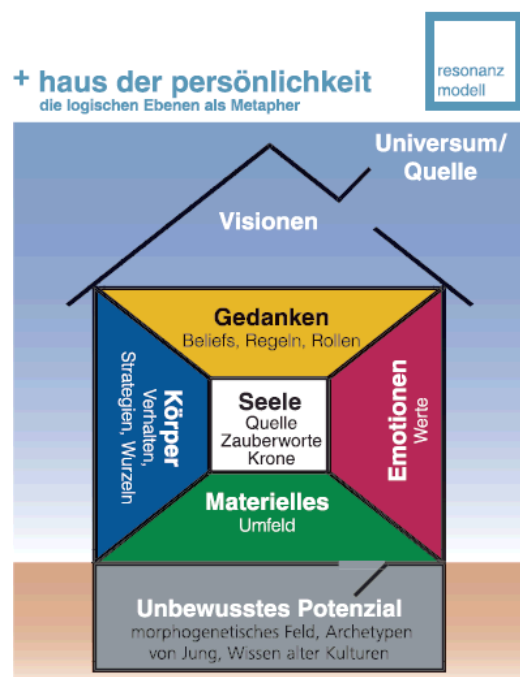 resonanz
modell
+ haus der persönlichkeit
die logischen Ebenen als Metapher
Universum/
Quelle
Visionen
Gedanken
Beliefs, Regeln, Rollen
Körper
Verhalten,
Strategien, Wurzeln
Seele
Quelle
Zauberworte
Krone
Emotionen
Werte
Materielles
Umfeld
Unbewusstes Potenzial
morphogenetisches Feld, Archetypen
von Jung, Wissen alter Kulturen